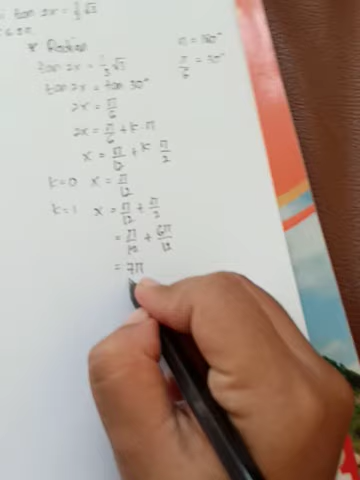 tan 2x = 1/3 √3
* Radian
π = 180°
tan 2x = 1/3 √3
π/6 = 30°
tan 2x = tan 30°
2x = π/6
2x = π/6 + k · π
x = π/12 + k π/2
k=0 x = π/12
k=1 x = π/12 + π/2
= π/12 + 6π/12
= 7π